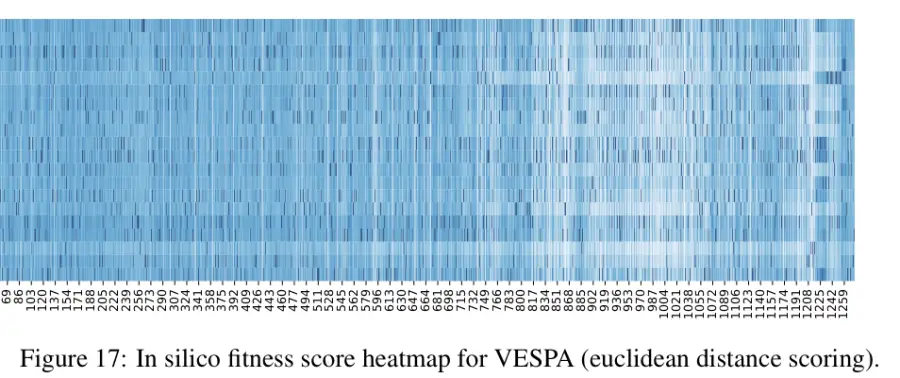 69 86 103 120 137 154 171 188 205 222 239 256 273 290 307 324 341 358 375 392 409 426 443 460 477 494 511 528 545 562 579 596 613 630 647 664 681 698 715 732 749 766 783 800 817 834 851 868 885 902 919 936 953 970 987 1004 1021 1038 1055 1072 1089 1106 1123 1140 1157 1174 1191 1208 1225 1242 1259
Figure 17: In silico fitness score heatmap for VESPA (euclidean distance scoring).